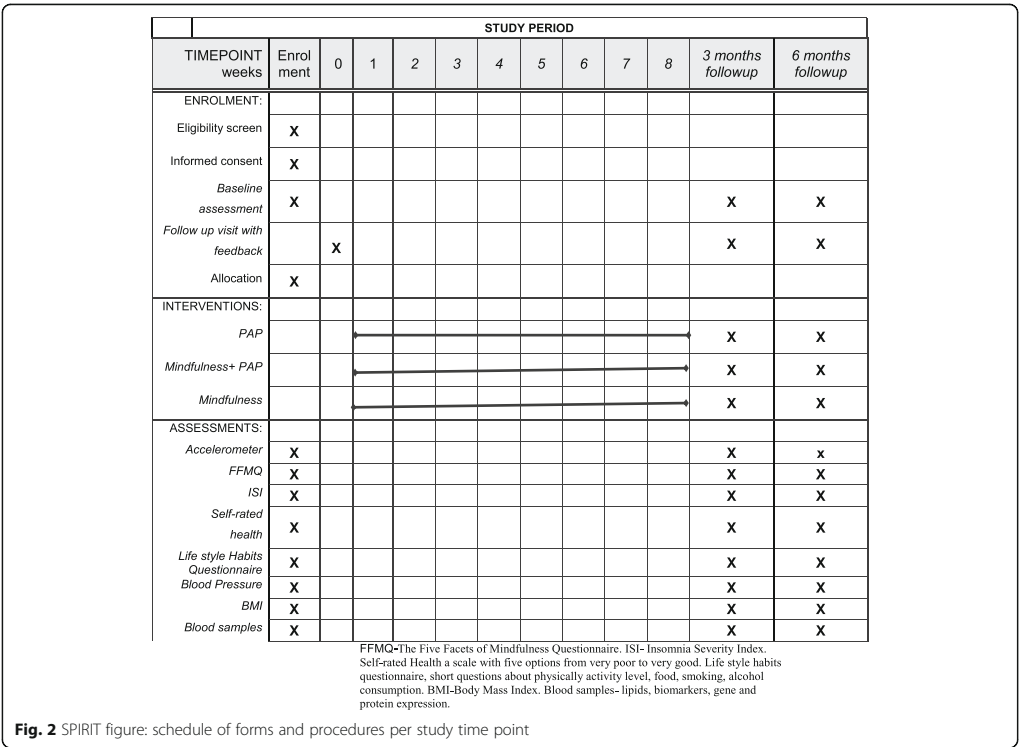 STUDY PERIOD
TIMEPOINT weeks Enrol ment 0 1 2 3 4 5 6 7 8 3 months followup 6 months followup
ENROLMENT:
Eligibility screen X
Informed consent X
Baseline assessment X X X
Follow up visit with feedback X X X
Allocation X
INTERVENTIONS:
PAP X X
Mindfulness+ PAP X X
Mindfulness X X
ASSESSMENTS:
Accelerometer X X x
FFMQ X X X
ISI X X X
Self-rated health X X X
Life style Habits Questionnaire X X X
Blood Pressure X X X
BMI X X X
Blood samples X X X
FFMQ-The Five Facets of Mindfulness Questionnaire. ISI- Insomnia Severity Index.
Self-rated Health a scale with five options from very poor to very good. Life style habits
questionnaire, short questions about physically activity level, food, smoking, alcohol
consumption. BMI-Body Mass Index. Blood samples- lipids, biomarkers, gene and
protein expression.
Fig. 2 SPIRIT figure: schedule of forms and procedures per study time point